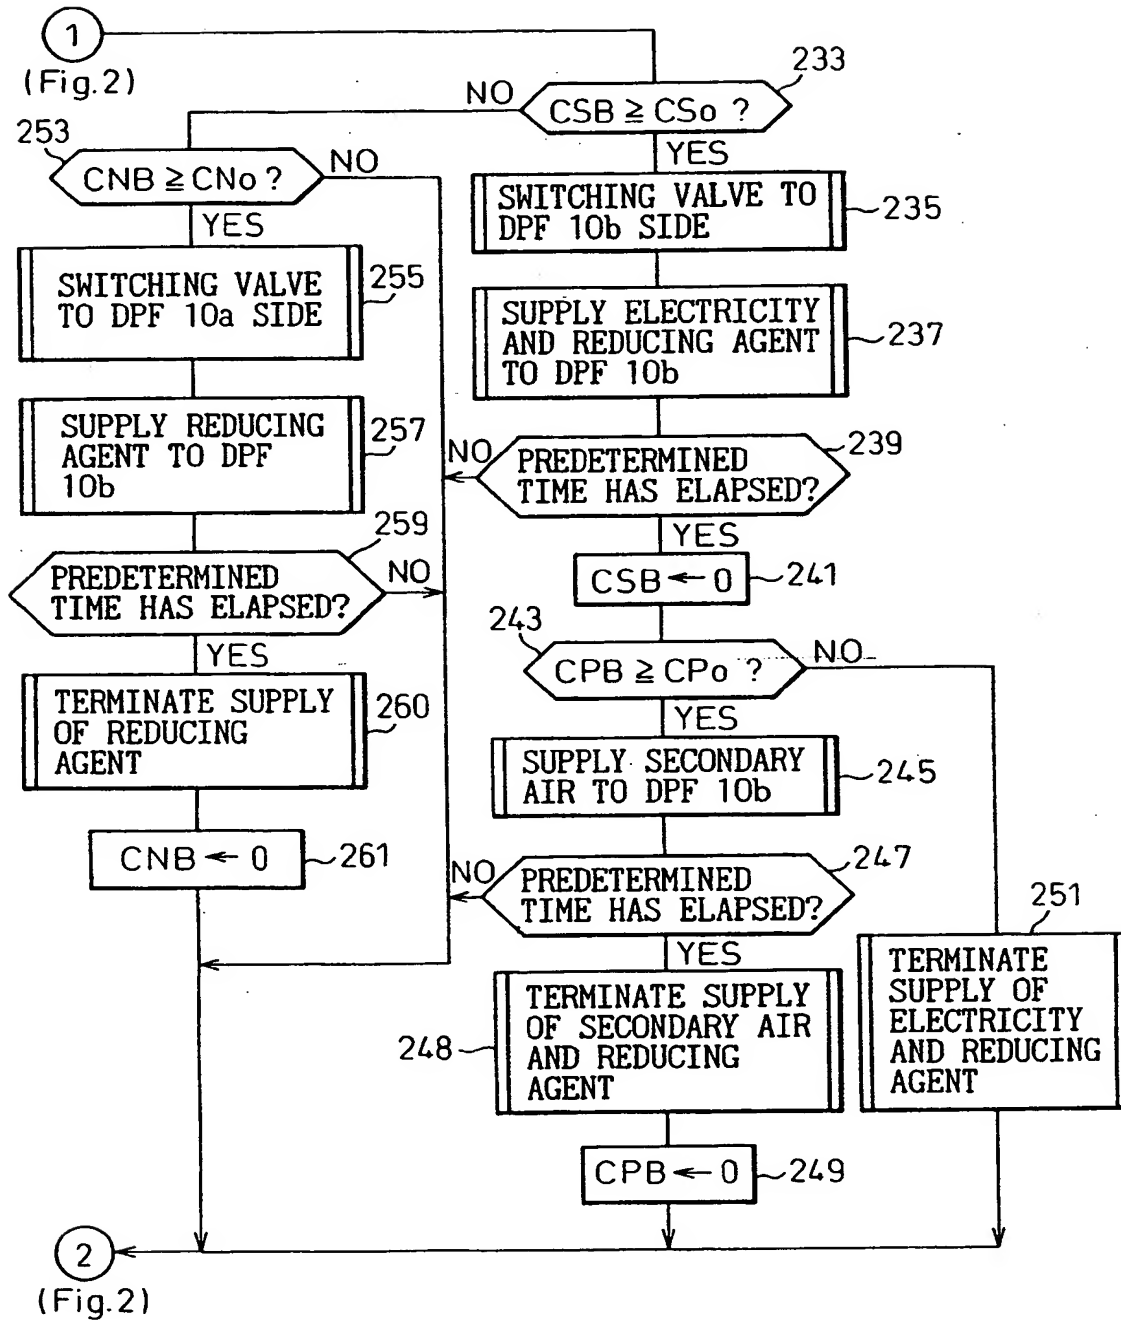 1
(Fig.2)
233
NO
CSB ≧ CSo ?
253
YES
CNB ≧ CNo ?
NO
SWITCHING VALVE TO
DPF 10b SIDE
235
YES
SWITCHING VALVE
TO DPF 10a SIDE
255
SUPPLY ELECTRICITY
AND REDUCING AGENT
TO DPF 10b
237
SUPPLY REDUCING
AGENT TO DPF
10b
257
NO
PREDETERMINED
TIME HAS ELAPSED?
239
YES
259
PREDETERMINED
TIME HAS ELAPSED?
NO
CSB ← 0
241
YES
243
CPB ≧ CPo ?
NO
YES
TERMINATE SUPPLY
OF REDUCING
AGENT
260
SUPPLY SECONDARY
AIR TO DPF 10b
245
CNB ← 0
261
NO
PREDETERMINED
TIME HAS ELAPSED?
247
YES
251
TERMINATE
SUPPLY OF
ELECTRICITY
AND REDUCING
AGENT
248
TERMINATE SUPPLY
OF SECONDARY AIR
AND REDUCING
AGENT
CPB ← 0
249
2
(Fig.2)